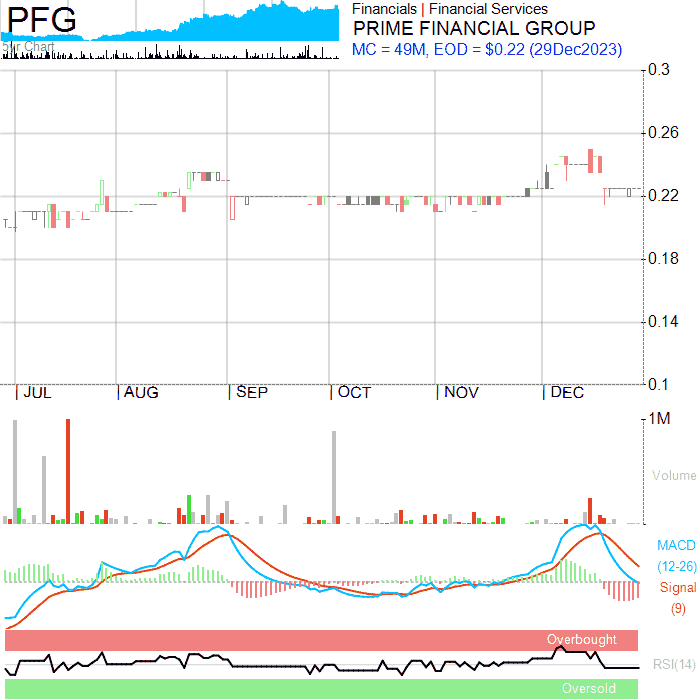 PFG
5yr Chart
Financials | Financial Services
PRIME FINANCIAL GROUP
MC = 49M, EOD = $0.22 (29Dec2023)
0.3
0.26
0.22
0.18
0.14
0.1
JUL
AUG
SEP
OCT
NOV
DEC
1M
Volume
MACD
(12-26)
Signal
(9)
Overbought
RSI(14)
Oversold